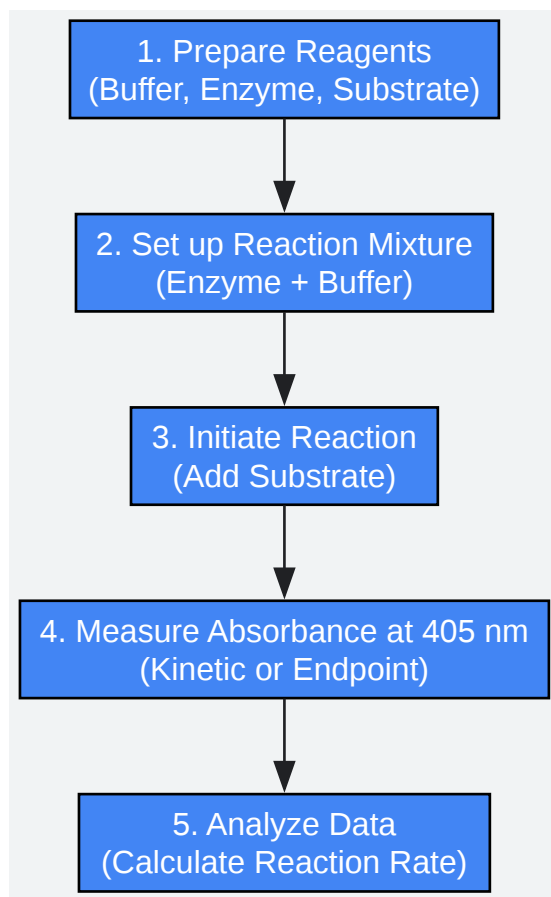 1. Prepare Reagents
(Buffer, Enzyme, Substrate)
2. Set up Reaction Mixture
(Enzyme + Buffer)
3. Initiate Reaction
(Add Substrate)
4. Measure Absorbance at 405 nm
(Kinetic or Endpoint)
5. Analyze Data
(Calculate Reaction Rate)